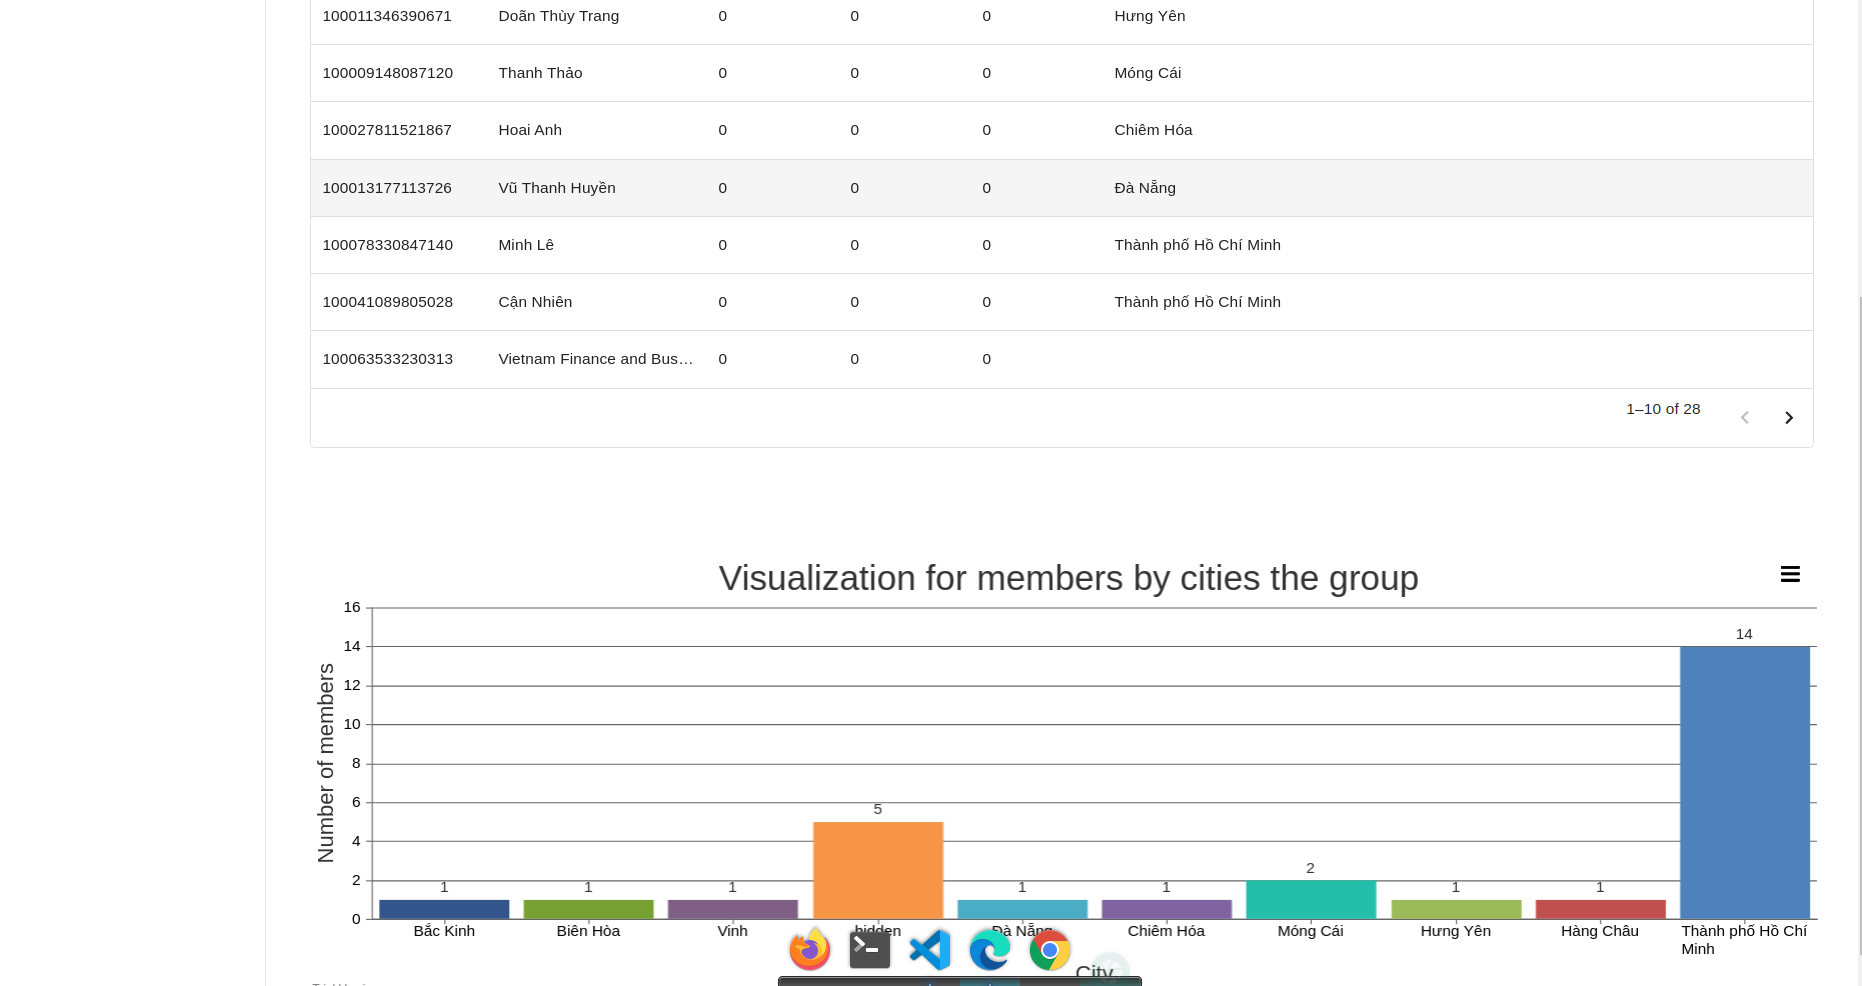 100011346390671 Doãn Thùy Trang 0 0 0 Hưng Yên
100009148087120 Thanh Thảo 0 0 0 Móng Cái
100027811521867 Hoai Anh 0 0 0 Chiêm Hóa
100013177113726 Vũ Thanh Huyền 0 0 0 Đà Nẵng
100078330847140 Minh Lê 0 0 0 Thành phố Hồ Chí Minh
100041089805028 Cận Nhiên 0 0 0 Thành phố Hồ Chí Minh
100063533230313 Vietnam Finance and Bus… 0 0 0
1–10 of 28
Visualization for members by cities the group
Number of members
16
14
12
10
8
6
4
2
0
1 1 1 5 1 1 2 1 1 14
Bắc Kinh Biên Hòa Vinh hidden Đà Nẵng Chiêm Hóa Móng Cái Hưng Yên Hàng Châu Thành phố Hồ Chí
Minh
City